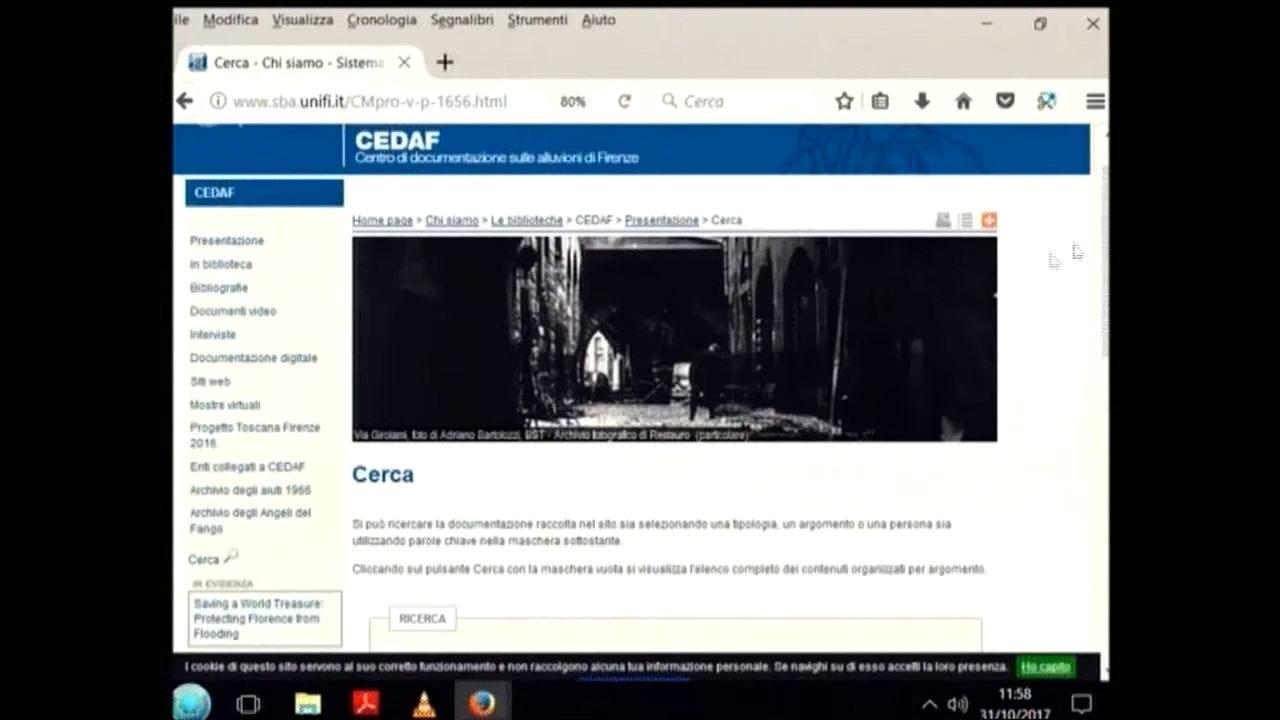 ile Modifica Visualizza Cronologia Segnalibri Strumenti Aiuto
Cerca - Chi siamo - Sistema
www.sba.unifi.it/CMpro-v-p-1656.html 80% Cerca
CEDAF
Centro di documentazione sulle alluvioni di Firenze
CEDAF
Home page > Chi siamo > Le biblioteche > CEDAF > Presentazione > Cerca
Presentazione
In biblioteca
Bibliografie
Documenti video
Interviste
Documentazione digitale
Siti web
Mostre virtuali
Progetto Toscana Firenze
2016
Enti collegati a CEDAF
Archivio degli aiuti 1966
Archivio degli Angeli del
Fango
Cerca
IN EVIDENZA
Saving a World Treasure:
Protecting Florence from
Flooding
Via Girolami, foto di Adriano Bartolozzi, BST - Archivio fotografico di Restauro (particolare)
Cerca
Si può ricercare la documentazione raccolta nel sito sia selezionando una tipologia, un argomento o una persona sia
utilizzando parole chiave nella maschera sottostante.
Cliccando sul pulsante Cerca con la maschera vuota si visualizza l'elenco completo dei contenuti organizzati per argomento.
RICERCA
I cookie di questo sito servono al suo corretto funzionamento e non raccolgono alcuna tua informazione personale. Se navighi su di esso accetti la loro presenza. Ho capito
11:58
31/10/2017